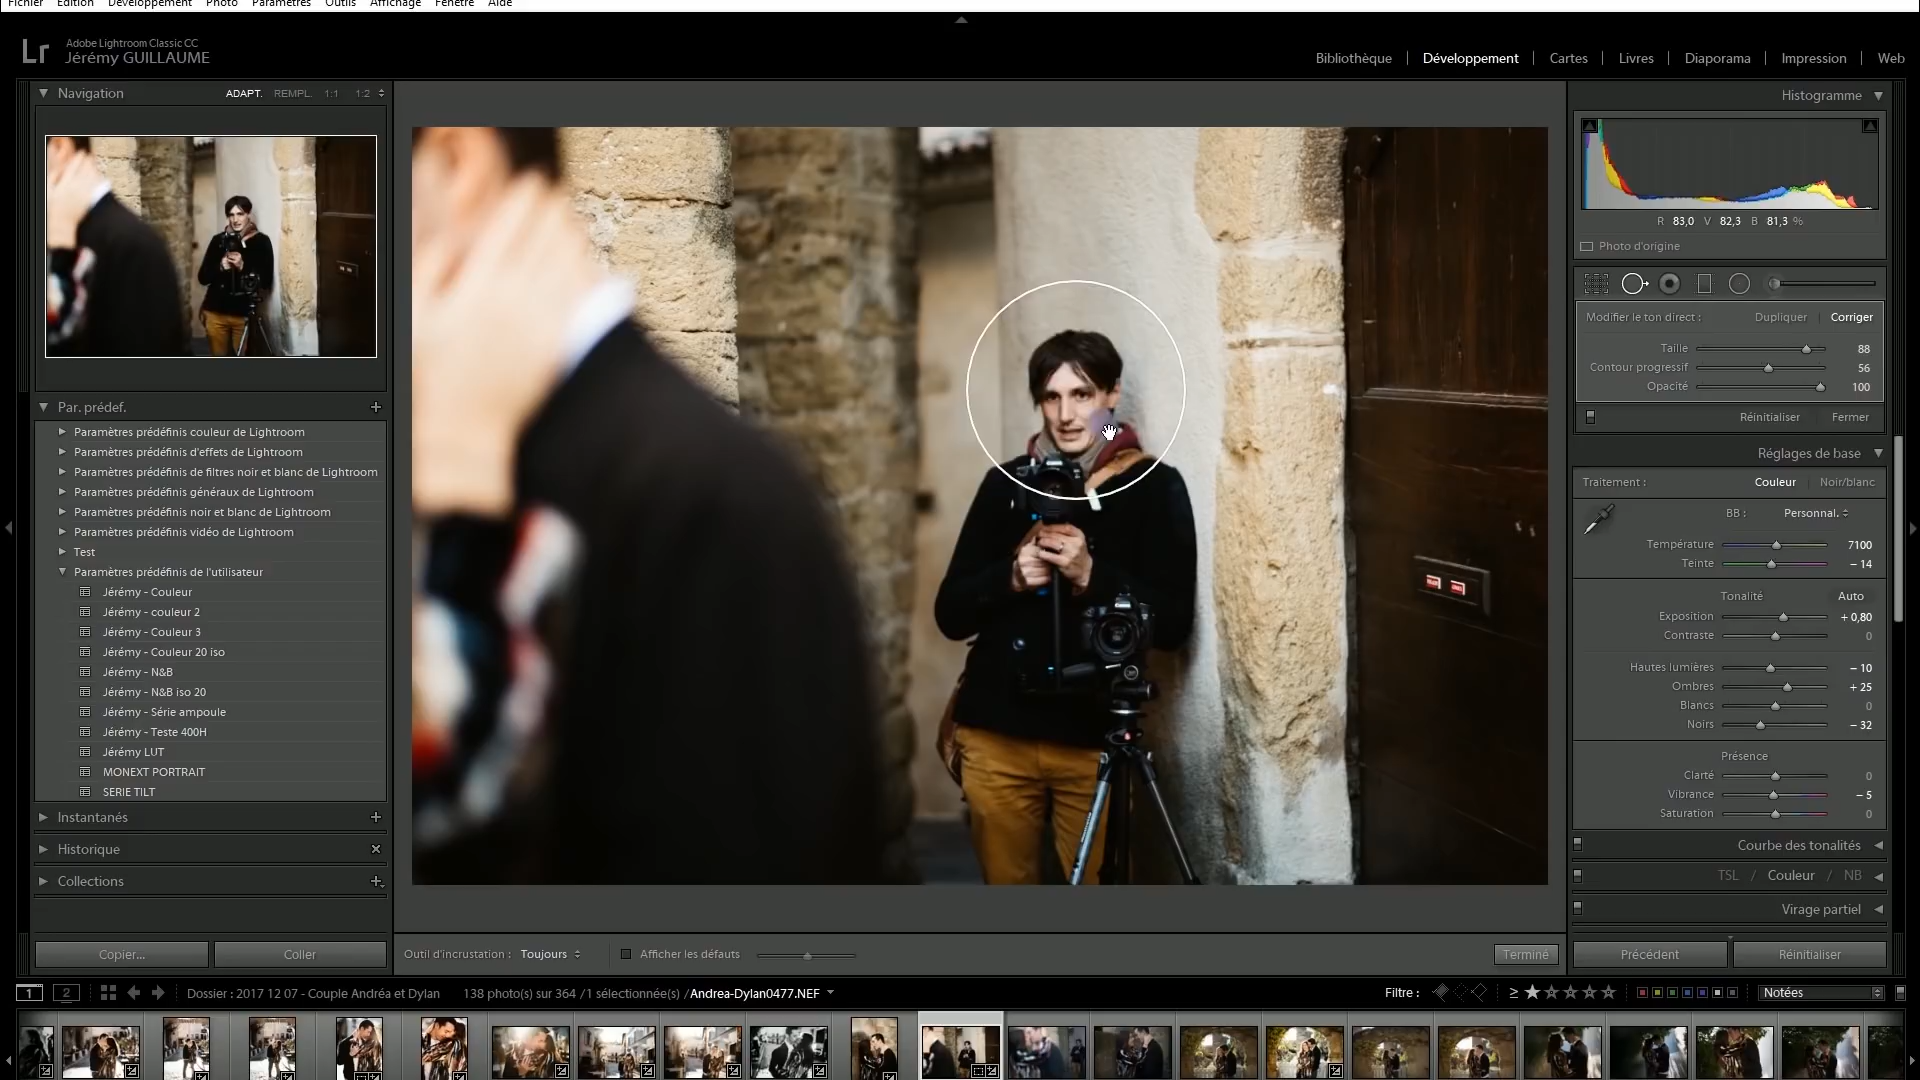 Fichier Edition Développement Photo Paramètres Outils Affichage Fenêtre Aide
Lr
Adobe Lightroom Classic CC
Jérémy GUILLAUME
Bibliothèque | Développement | Cartes | Livres | Diaporama | Impression | Web
Navigation ADAPT. REMPL. 1:1 1:2
Par. prédéf. +
Paramètres prédéfinis couleur de Lightroom
Paramètres prédéfinis d'effets de Lightroom
Paramètres prédéfinis de filtres noir et blanc de Lightroom
Paramètres prédéfinis généraux de Lightroom
Paramètres prédéfinis noir et blanc de Lightroom
Paramètres prédéfinis vidéo de Lightroom
Test
Paramètres prédéfinis de l'utilisateur
Jérémy - Couleur
Jérémy - couleur 2
Jérémy - Couleur 3
Jérémy - Couleur 20 iso
Jérémy - N&B
Jérémy - N&B iso 20
Jérémy - Série ampoule
Jérémy - Teste 400H
Jérémy LUT
MONEXT PORTRAIT
SERIE TILT
Instantanés +
Historique ×
Collections +
Copier... Coller
Histogramme
R 83,0 V 82,3 B 81,3 %
Photo d'origine
Modifier le ton direct : Dupliquer | Corriger
Taille 88
Contour progressif 56
Opacité 100
Réinitialiser Fermer
Réglages de base
Traitement : Couleur | Noir/blanc
BB : Personnal.
Température 7100
Teinte – 14
Tonalité Auto
Exposition + 0,80
Contraste 0
Hautes lumières – 10
Ombres + 25
Blancs 0
Noirs – 32
Présence
Clarté 0
Vibrance – 5
Saturation 0
Courbe des tonalités
TSL / Couleur / NB
Virage partiel
Précédent Réinitialiser
Outil d'incrustation : Toujours Afficher les défauts Terminé
1 2 Dossier : 2017 12 07 - Couple Andréa et Dylan 138 photo(s) sur 364 /1 sélectionnée(s) /Andrea-Dylan0477.NEF Filtre : ≥ Notées